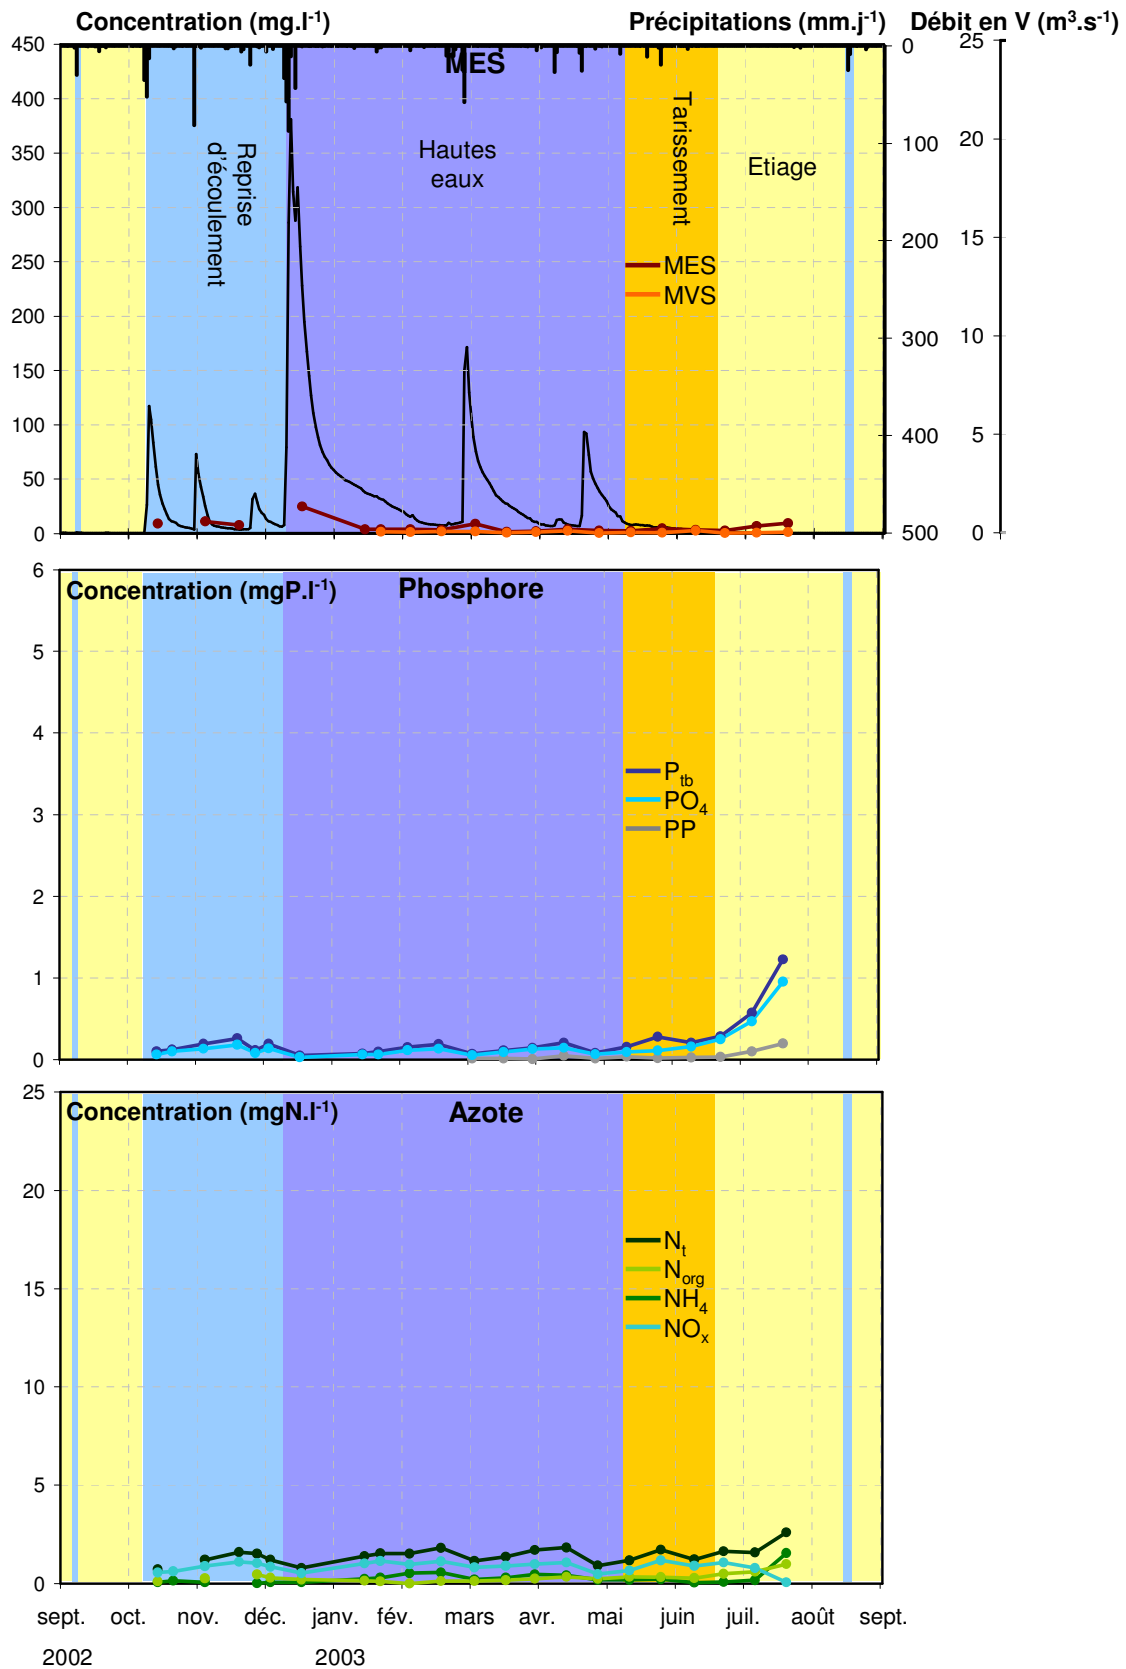 Concentration (mg.l-1) Précipitations (mm.j-1) Débit en V (m3.s-1)
MES
450
400
350
300
250
200
150
100
50
0
0
100
200
300
400
500
25
20
15
10
5
0
Reprise
d'écoulement
Hautes
eaux
Tarissement
Etiage
MES
MVS
Concentration (mgP.l-1) Phosphore
6
5
4
3
2
1
0
Ptb
PO4
PP
Concentration (mgN.l-1) Azote
25
20
15
10
5
0
Nt
Norg
NH4
NOx
sept. oct. nov. déc. janv. fév. mars avr. mai juin juil. août sept.
2002 2003